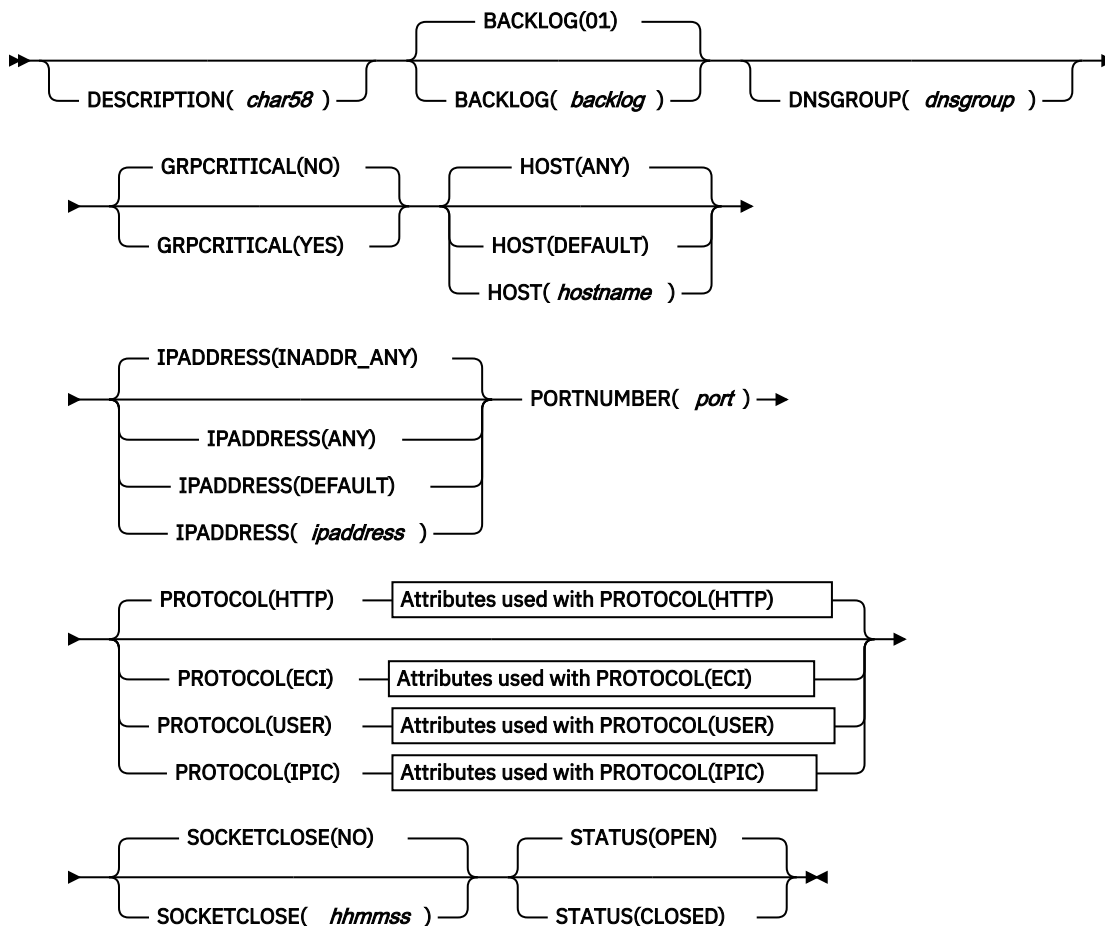 BACKLOG(01)
DESCRIPTION( char58 )
BACKLOG( backlog )
DNSGROUP( dnsgroup )
GRPCRITICAL(NO)
HOST(ANY)
GRPCRITICAL(YES)
HOST(DEFAULT)
HOST( hostname )
IPADDRESS(INADDR_ANY)
PORTNUMBER( port )
IPADDRESS(ANY)
IPADDRESS(DEFAULT)
IPADDRESS( ipaddress )
PROTOCOL(HTTP)
Attributes used with PROTOCOL(HTTP)
PROTOCOL(ECI)
Attributes used with PROTOCOL(ECI)
PROTOCOL(USER)
Attributes used with PROTOCOL(USER)
PROTOCOL(IPIC)
Attributes used with PROTOCOL(IPIC)
SOCKETCLOSE(NO)
STATUS(OPEN)
SOCKETCLOSE( hhmmss )
STATUS(CLOSED)